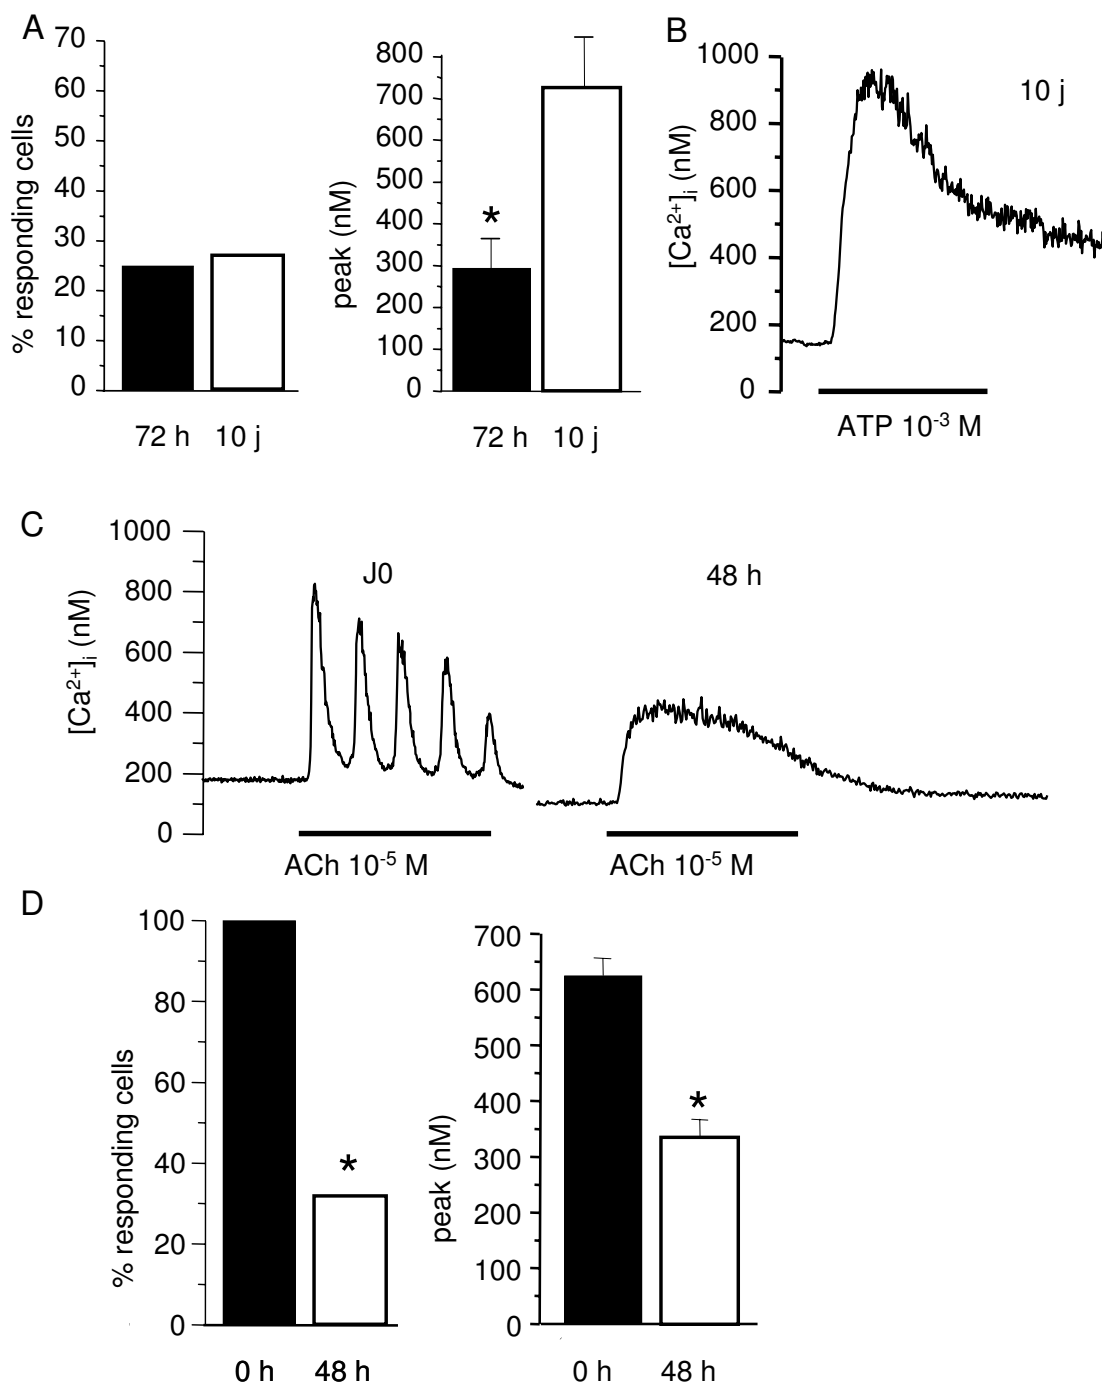 A
70
60
50
40
30
20
10
0
% responding cells
72 h 10 j
800
700
600
500
400
300
200
100
0
peak (nM)
*
72 h 10 j
B
1000
800
600
400
200
0
[Ca²⁺]ᵢ (nM)
10 j
ATP 10⁻³ M
C
1000
800
600
400
200
0
[Ca²⁺]ᵢ (nM)
J0
48 h
ACh 10⁻⁵ M
ACh 10⁻⁵ M
D
100
80
60
40
20
0
% responding cells
*
0 h 48 h
700
600
500
400
300
200
100
0
peak (nM)
*
0 h 48 h